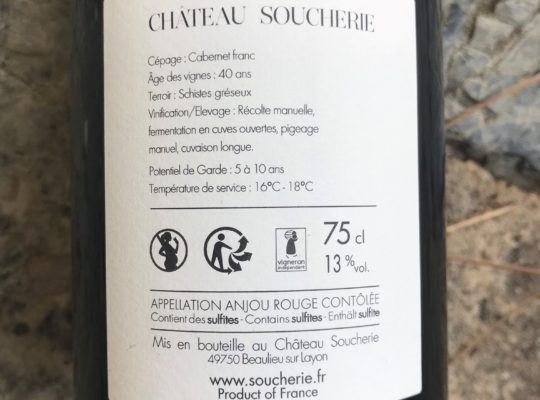 CHÂTEAU SOUCHERIE
Cépage : Cabernet franc
Âge des vignes : 40 ans
Terroir : Schistes gréseux
Vinification/Elevage : Récolte manuelle,
fermentation en cuves ouvertes, pigeage
manuel, cuvaison longue.
Potentiel de Garde : 5 à 10 ans
Température de service : 16°C - 18°C
75 cl
vigneron
indépendant
13 % vol.
APPELLATION ANJOU ROUGE CONTÔLÉE
Contient des sulfites - Contains sulfites - Enthält sulfite
Mis en bouteille au Château Soucherie
49750 Beaulieu sur Layon
www.soucherie.fr
Product of France